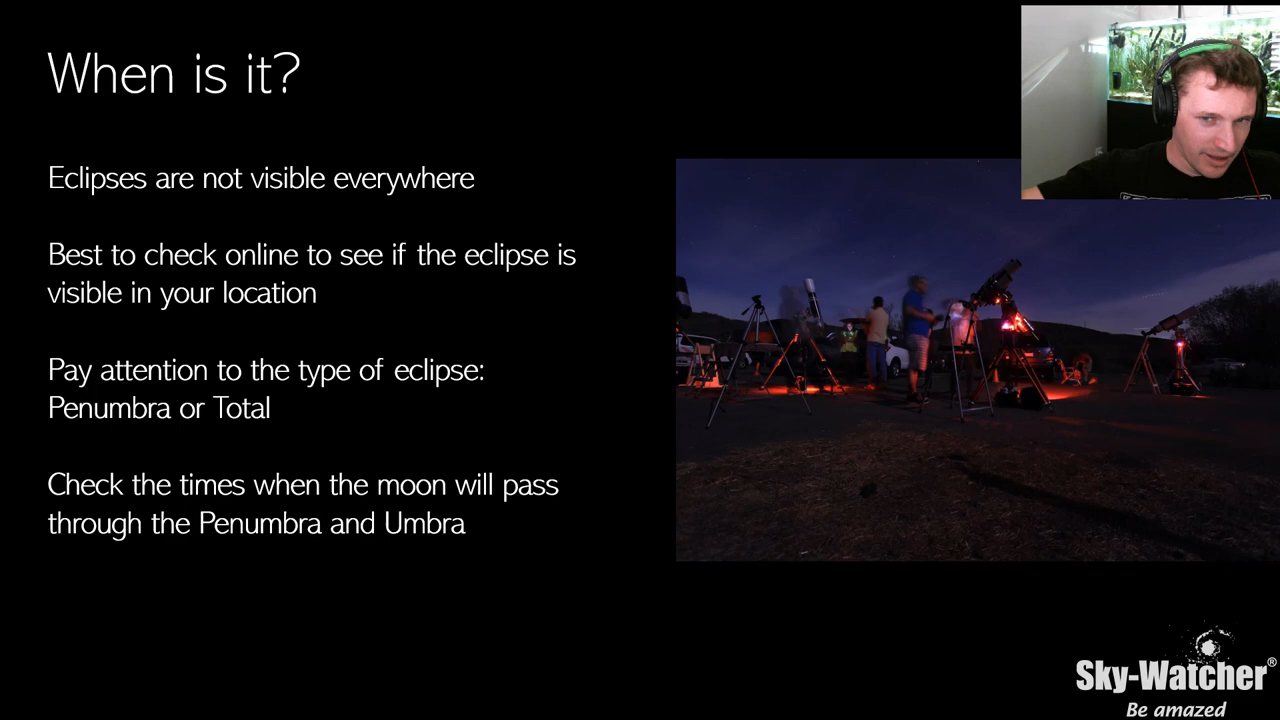 When is it?
Eclipses are not visible everywhere
Best to check online to see if the eclipse is
visible in your location
Pay attention to the type of eclipse:
Penumbra or Total
Check the times when the moon will pass
through the Penumbra and Umbra
Sky-Watcher®
Be amazed